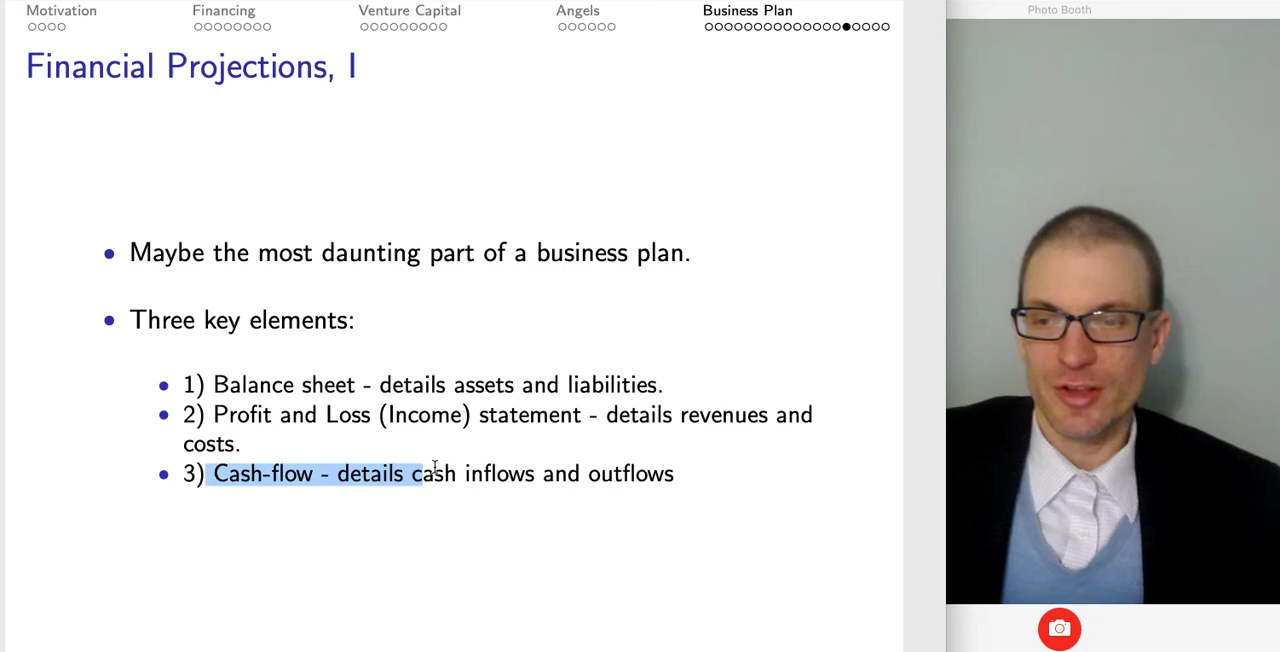 Motivation Financing Venture Capital Angels Business Plan
Photo Booth
Financial Projections, I
Maybe the most daunting part of a business plan.
Three key elements:
1) Balance sheet - details assets and liabilities.
2) Profit and Loss (Income) statement - details revenues and
costs.
3) Cash-flow - details cash inflows and outflows